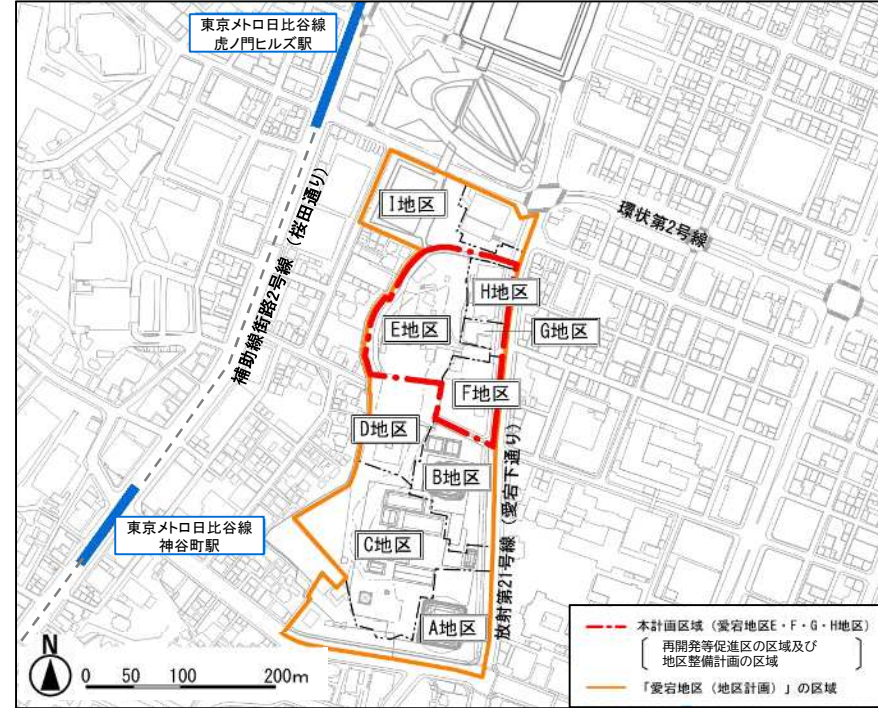 東京メトロ日比谷線
虎ノ門ヒルズ駅
補助線街路2号線（桜田通り）
環状第2号線
I地区
H地区
E地区
G地区
F地区
D地区
B地区
放射第21号線（愛宕下通り）
東京メトロ日比谷線
神谷町駅
C地区
A地区
N
0 50 100 200m
本計画区域（愛宕地区E・F・G・H地区）
再開発等促進区の区域及び
地区整備計画の区域
「愛宕地区（地区計画）」の区域